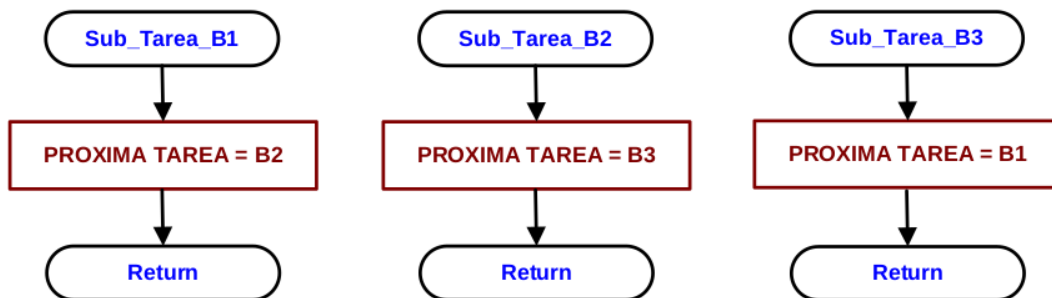 Sub_Tarea_B1
PROXIMA TAREA = B2
Return
Sub_Tarea_B2
PROXIMA TAREA = B3
Return
Sub_Tarea_B3
PROXIMA TAREA = B1
Return